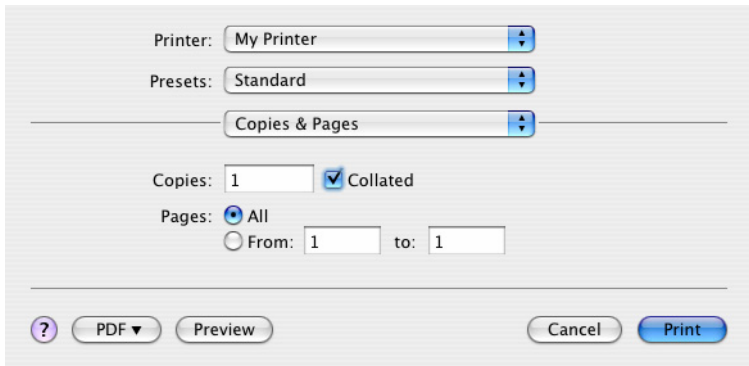 Printer: My Printer
Presets: Standard
Copies & Pages
Copies: 1 Collated
Pages: All
From: 1 to: 1
? PDF ▼ Preview Cancel Print